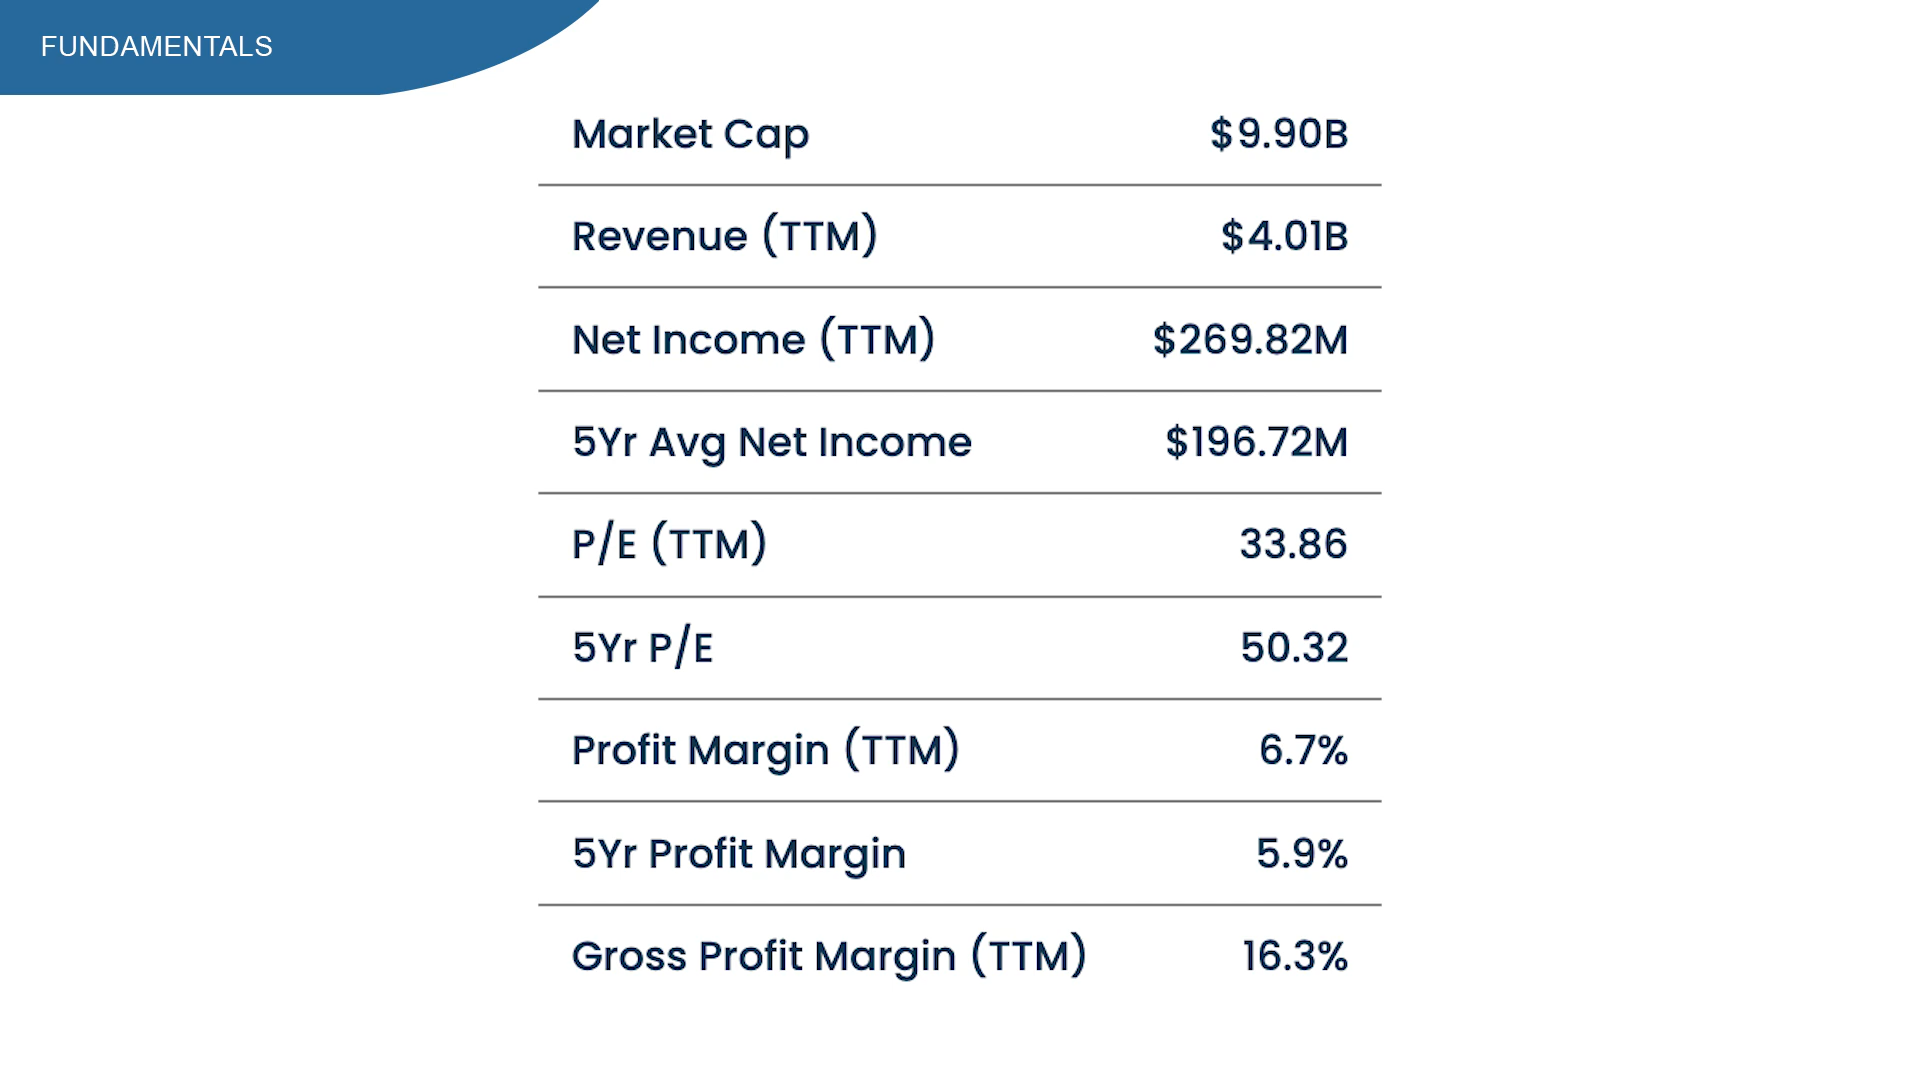 FUNDAMENTALS
Market Cap $9.90B
Revenue (TTM) $4.01B
Net Income (TTM) $269.82M
5Yr Avg Net Income $196.72M
P/E (TTM) 33.86
5Yr P/E 50.32
Profit Margin (TTM) 6.7%
5Yr Profit Margin 5.9%
Gross Profit Margin (TTM) 16.3%